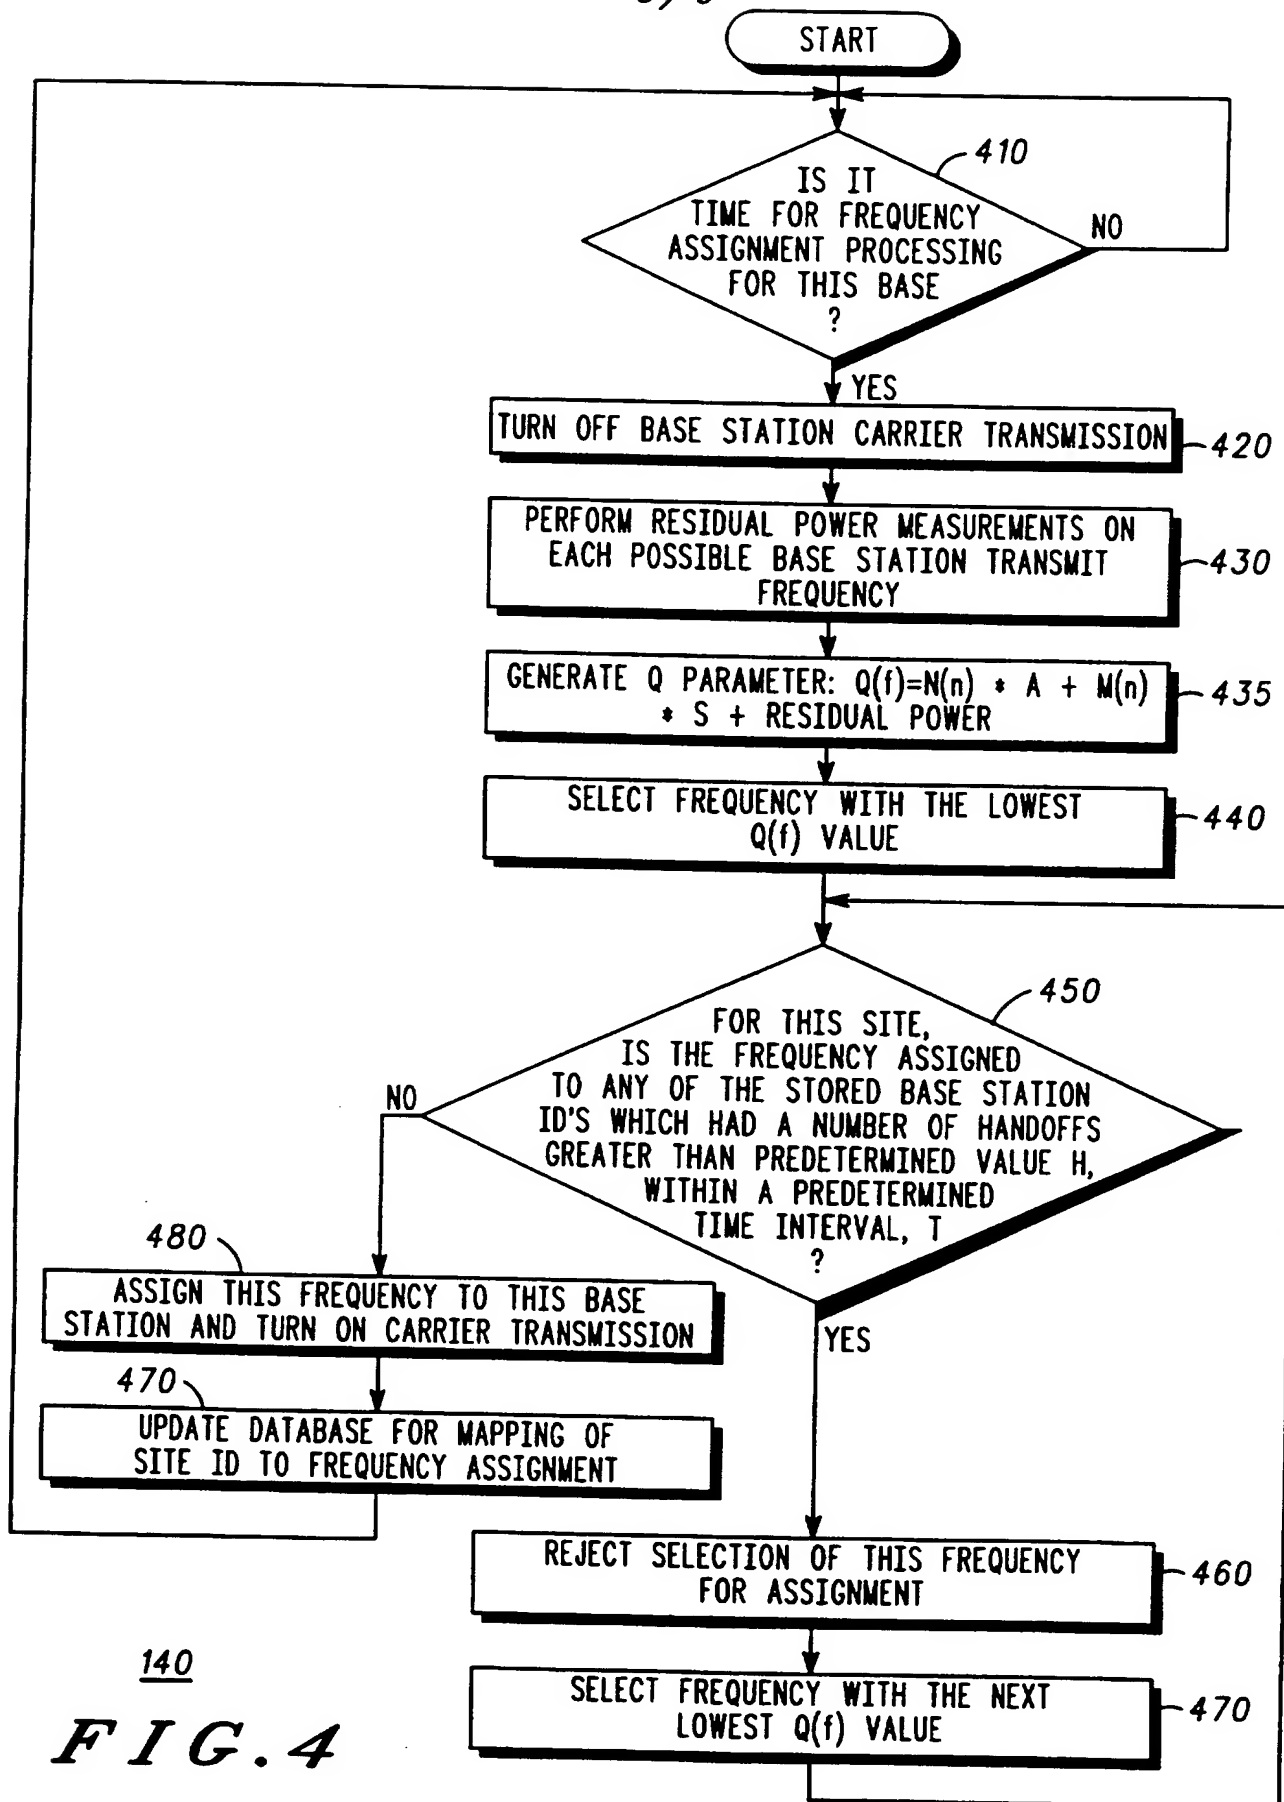 START
410
IS IT
TIME FOR FREQUENCY
ASSIGNMENT PROCESSING
FOR THIS BASE
?
NO
YES
TURN OFF BASE STATION CARRIER TRANSMISSION
420
PERFORM RESIDUAL POWER MEASUREMENTS ON
EACH POSSIBLE BASE STATION TRANSMIT
FREQUENCY
430
GENERATE Q PARAMETER: Q(f)=N(n) * A + M(n)
* S + RESIDUAL POWER
435
SELECT FREQUENCY WITH THE LOWEST
Q(f) VALUE
440
450
FOR THIS SITE,
IS THE FREQUENCY ASSIGNED
TO ANY OF THE STORED BASE STATION
ID'S WHICH HAD A NUMBER OF HANDOFFS
GREATER THAN PREDETERMINED VALUE H,
WITHIN A PREDETERMINED
TIME INTERVAL, T
?
NO
YES
480
ASSIGN THIS FREQUENCY TO THIS BASE
STATION AND TURN ON CARRIER TRANSMISSION
470
UPDATE DATABASE FOR MAPPING OF
SITE ID TO FREQUENCY ASSIGNMENT
REJECT SELECTION OF THIS FREQUENCY
FOR ASSIGNMENT
460
SELECT FREQUENCY WITH THE NEXT
LOWEST Q(f) VALUE
470
140
FIG.4